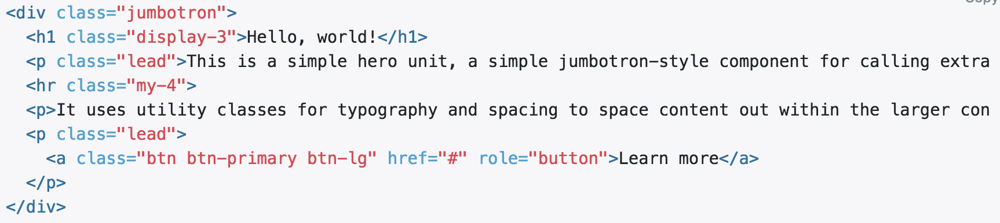 <div class="jumbotron">
  <h1 class="display-3">Hello, world!</h1>
  <p class="lead">This is a simple hero unit, a simple jumbotron-style component for calling extra
  <hr class="my-4">
  <p>It uses utility classes for typography and spacing to space content out within the larger con
  <p class="lead">
    <a class="btn btn-primary btn-lg" href="#" role="button">Learn more</a>
  </p>
</div>